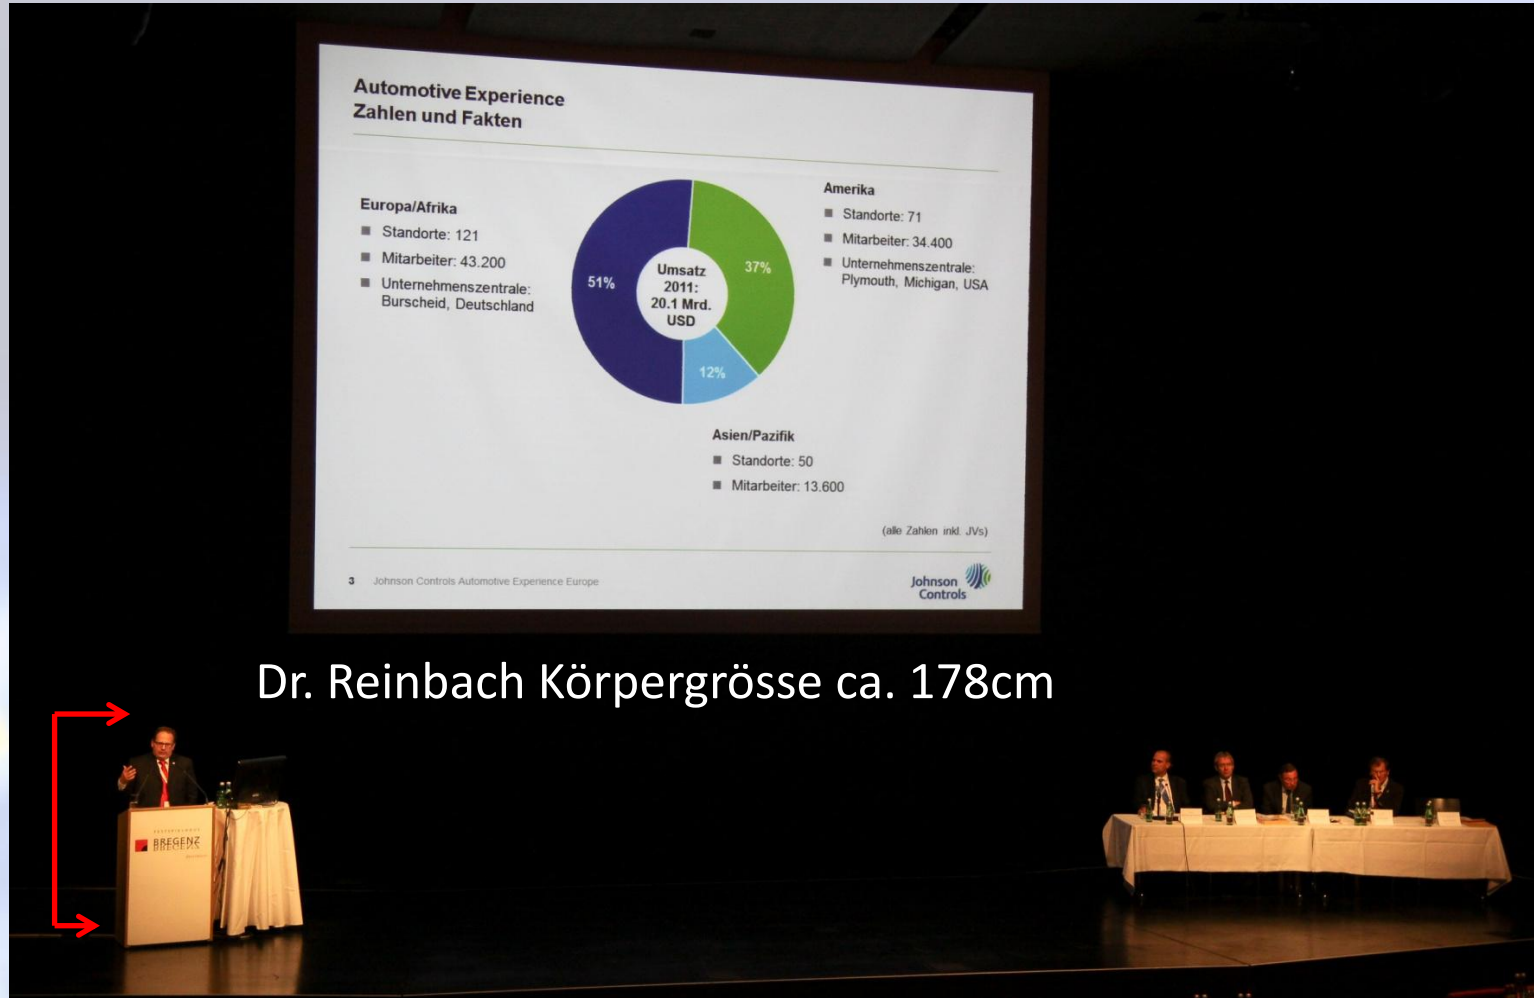 Automotive Experience
Zahlen und Fakten
Europa/Afrika
Standorte: 121
Mitarbeiter: 43.200
Unternehmenszentrale:
Burscheid, Deutschland
51%
37%
12%
Umsatz
2011:
20.1 Mrd.
USD
Amerika
Standorte: 71
Mitarbeiter: 34.400
Unternehmenszentrale:
Plymouth, Michigan, USA
Asien/Pazifik
Standorte: 50
Mitarbeiter: 13.600
(alle Zahlen inkl. JVs)
3 Johnson Controls Automotive Experience Europe
Johnson
Controls
Dr. Reinbach Körpergrösse ca. 178cm
FESTSPIELHAUS
BREGENZ